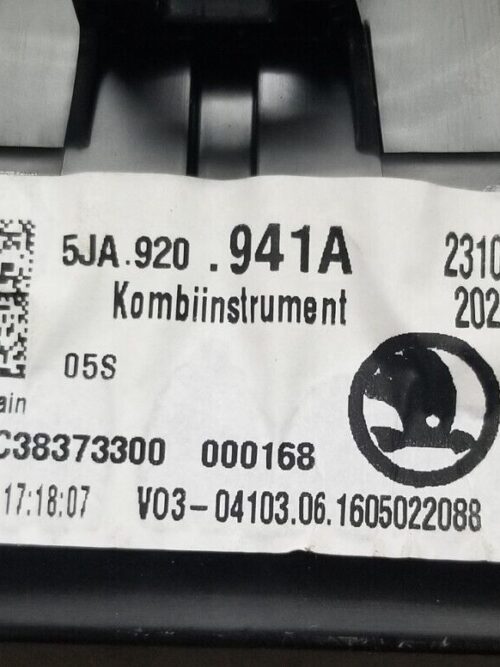 5JA.920 .941A 2310
Kombiinstrument 202
05S
ain
C38373300 000168
17:18:07 V03-04103.06.1605022088